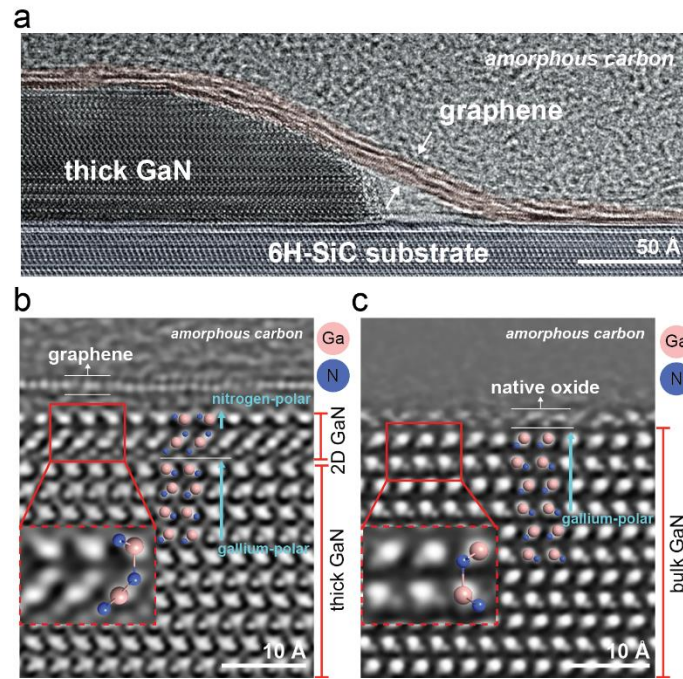 a
amorphous carbon
graphene
thick GaN
6H-SiC substrate
50 Å
b
amorphous carbon
Ga
graphene
N
nitrogen-polar
2D GaN
gallium-polar
thick GaN
10 Å
c
amorphous carbon
Ga
native oxide
N
gallium-polar
bulk GaN
10 Å